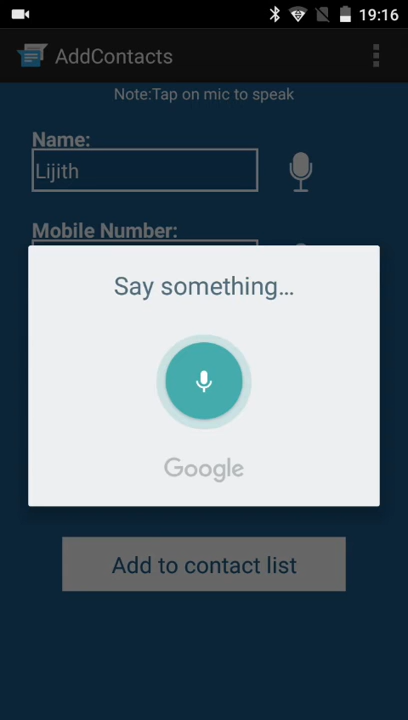 19:16
AddContacts
Note:Tap on mic to speak
Name:
Lijith
Mobile Number:
Say something...
Google
Add to contact list